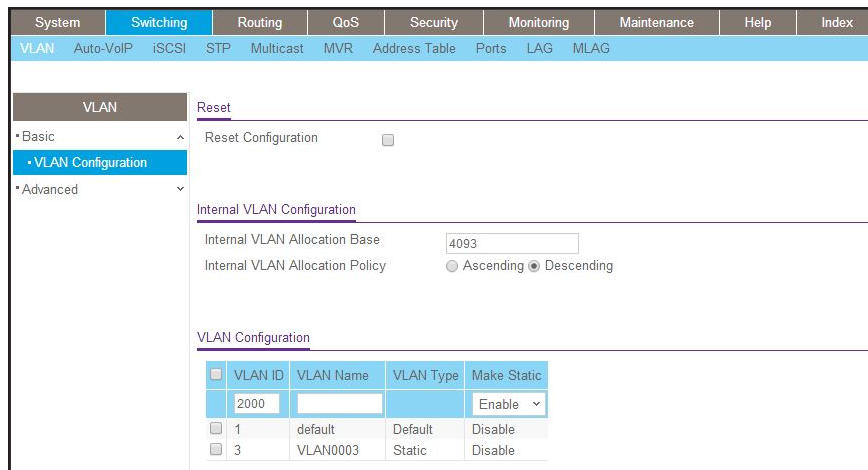 System Switching Routing QoS Security Monitoring Maintenance Help Index
VLAN Auto-VoIP iSCSI STP Multicast MVR Address Table Ports LAG MLAG
VLAN
Basic
VLAN Configuration
Advanced
Reset
Reset Configuration
Internal VLAN Configuration
Internal VLAN Allocation Base 4093
Internal VLAN Allocation Policy Ascending Descending
VLAN Configuration
VLAN ID VLAN Name VLAN Type Make Static
2000 Enable
1 default Default Disable
3 VLAN0003 Static Disable